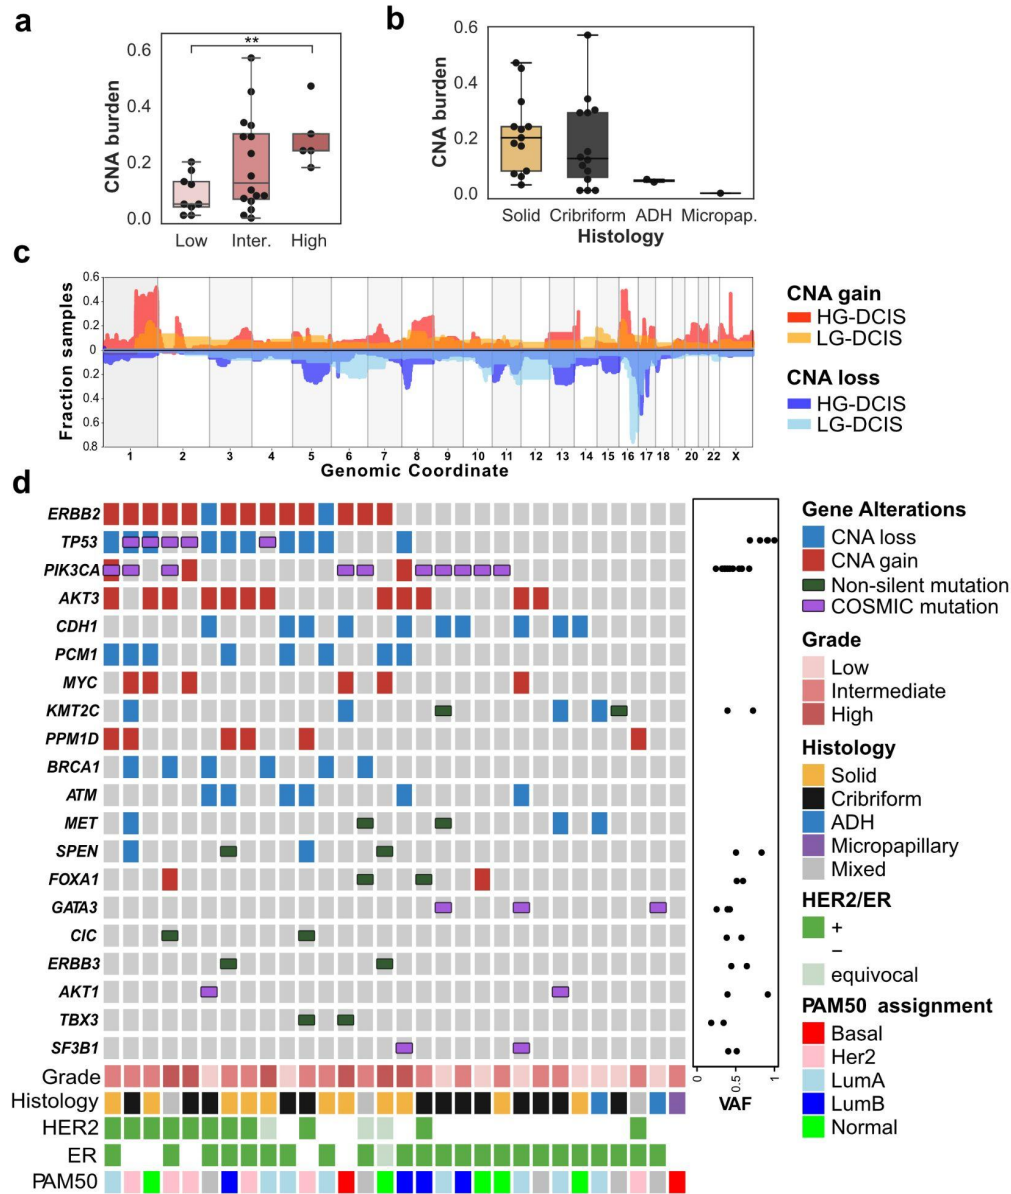 a
**
0.6
0.4
0.2
0.0
CNA burden
Low Inter. High
b
0.6
0.4
0.2
0.0
CNA burden
Solid Cribriform ADH Micropap.
Histology
c
0.6
0.4
0.2
0
0.2
0.4
0.6
0.8
Fraction samples
1 2 3 4 5 6 7 8 9 10 11 12 13 14 15 16 17 18 20 22 X
Genomic Coordinate
CNA gain
HG-DCIS
LG-DCIS
CNA loss
HG-DCIS
LG-DCIS
d
ERBB2
TP53
PIK3CA
AKT3
CDH1
PCM1
MYC
KMT2C
PPM1D
BRCA1
ATM
MET
SPEN
FOXA1
GATA3
CIC
ERBB3
AKT1
TBX3
SF3B1
Grade
Histology
HER2
ER
PAM50
0 0.5 1
VAF
Gene Alterations
CNA loss
CNA gain
Non-silent mutation
COSMIC mutation
Grade
Low
Intermediate
High
Histology
Solid
Cribriform
ADH
Micropapillary
Mixed
HER2/ER
+
−
equivocal
PAM50 assignment
Basal
Her2
LumA
LumB
Normal